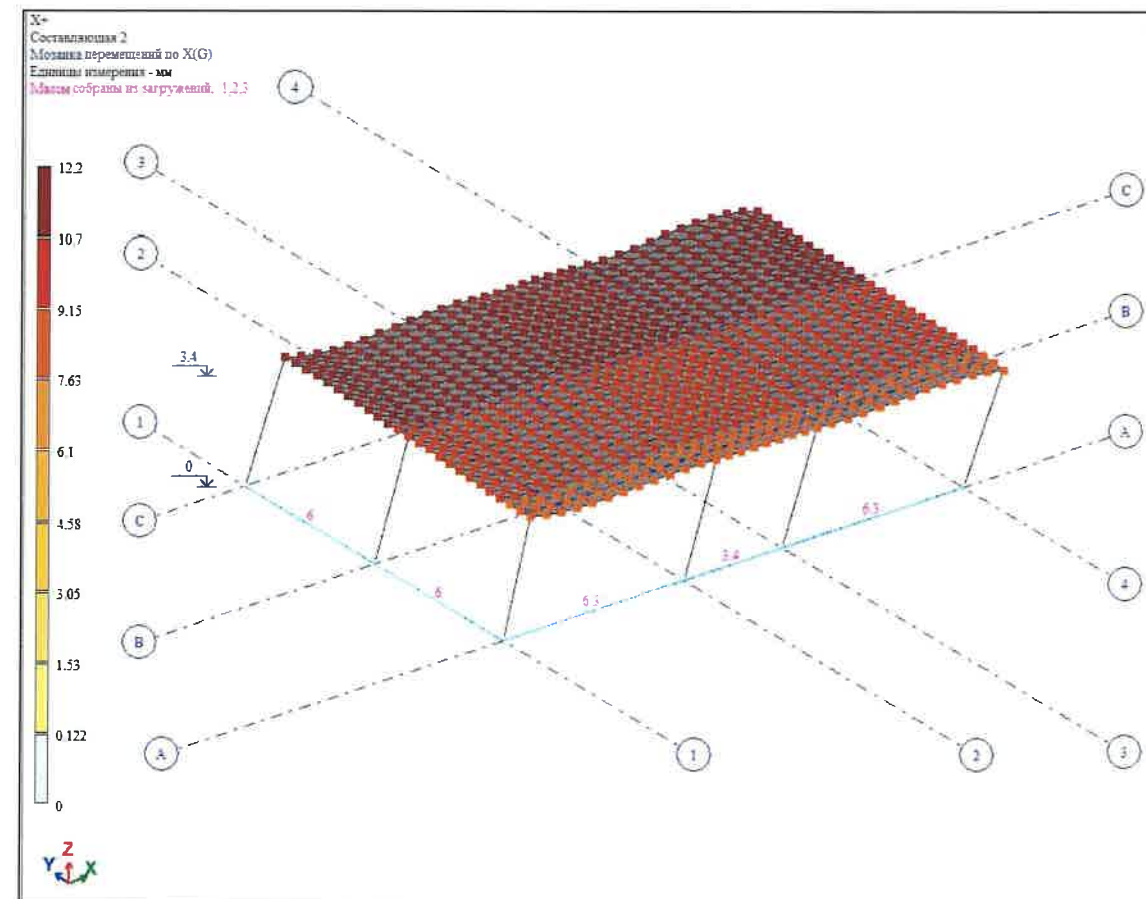 X+
Составляющая 2
Мозаика перемещений по X(G)
Единицы измерения - мм
Массы собраны из загружений: 1,2,3
4
12.2
3
C
10.7
2
9.15
B
3.4
7.63
1
6.1
A
0
C
6
6.3
4.58
3.4
4
3.05
6
6.3
B
1.53
0.122
A
1
2
3
0
Z
Y
X